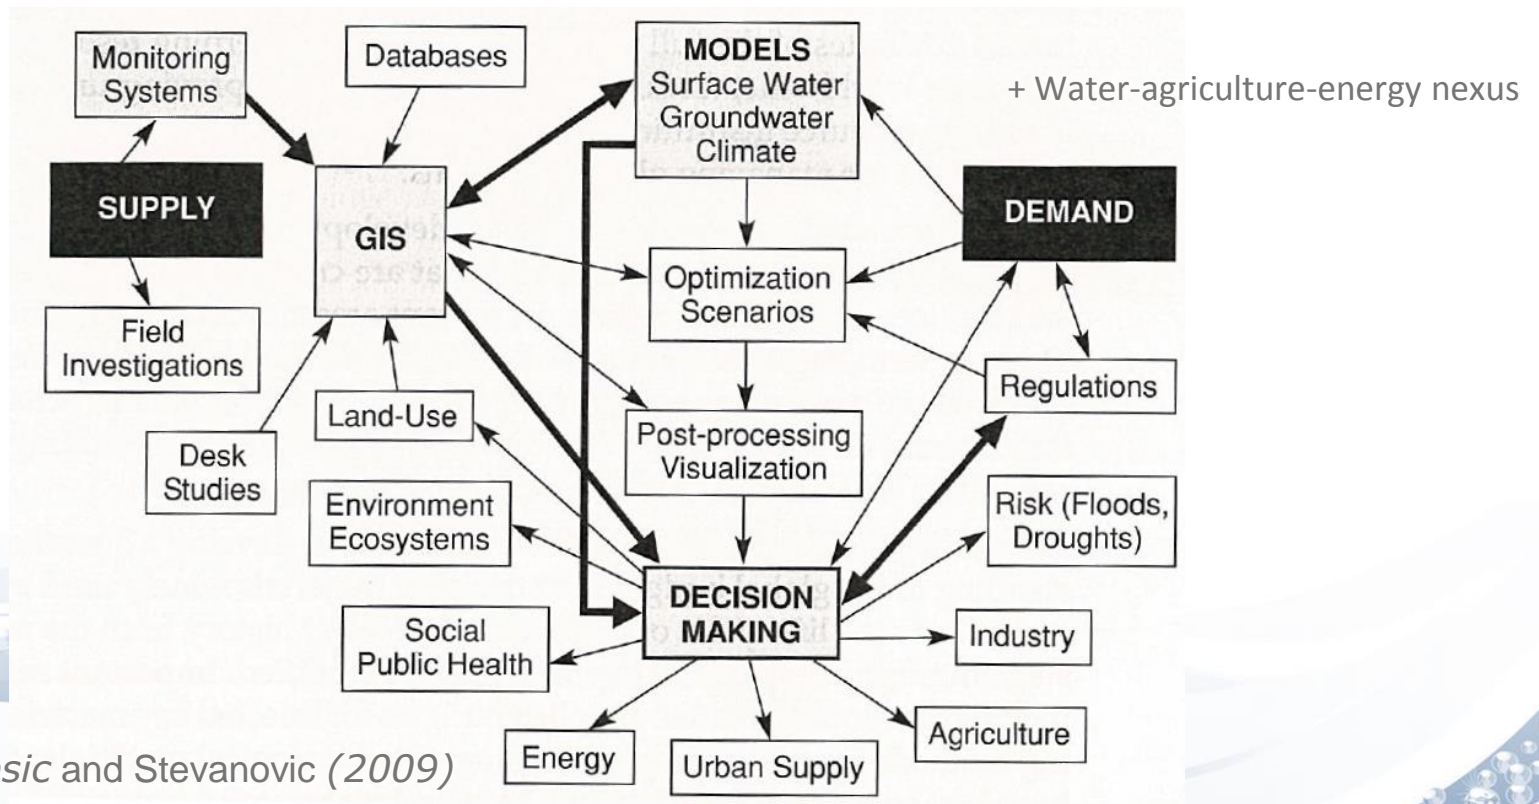 Monitoring
Systems
Databases
MODELS
Surface Water
Groundwater
Climate
+ Water-agriculture-energy nexus
SUPPLY
GIS
DEMAND
Optimization
Scenarios
Field
Investigations
Regulations
Land-Use
Post-processing
Visualization
Desk
Studies
Environment
Ecosystems
Risk (Floods,
Droughts)
DECISION
MAKING
Social
Public Health
Industry
Energy
Urban Supply
Agriculture
and Stevanovic (2009)